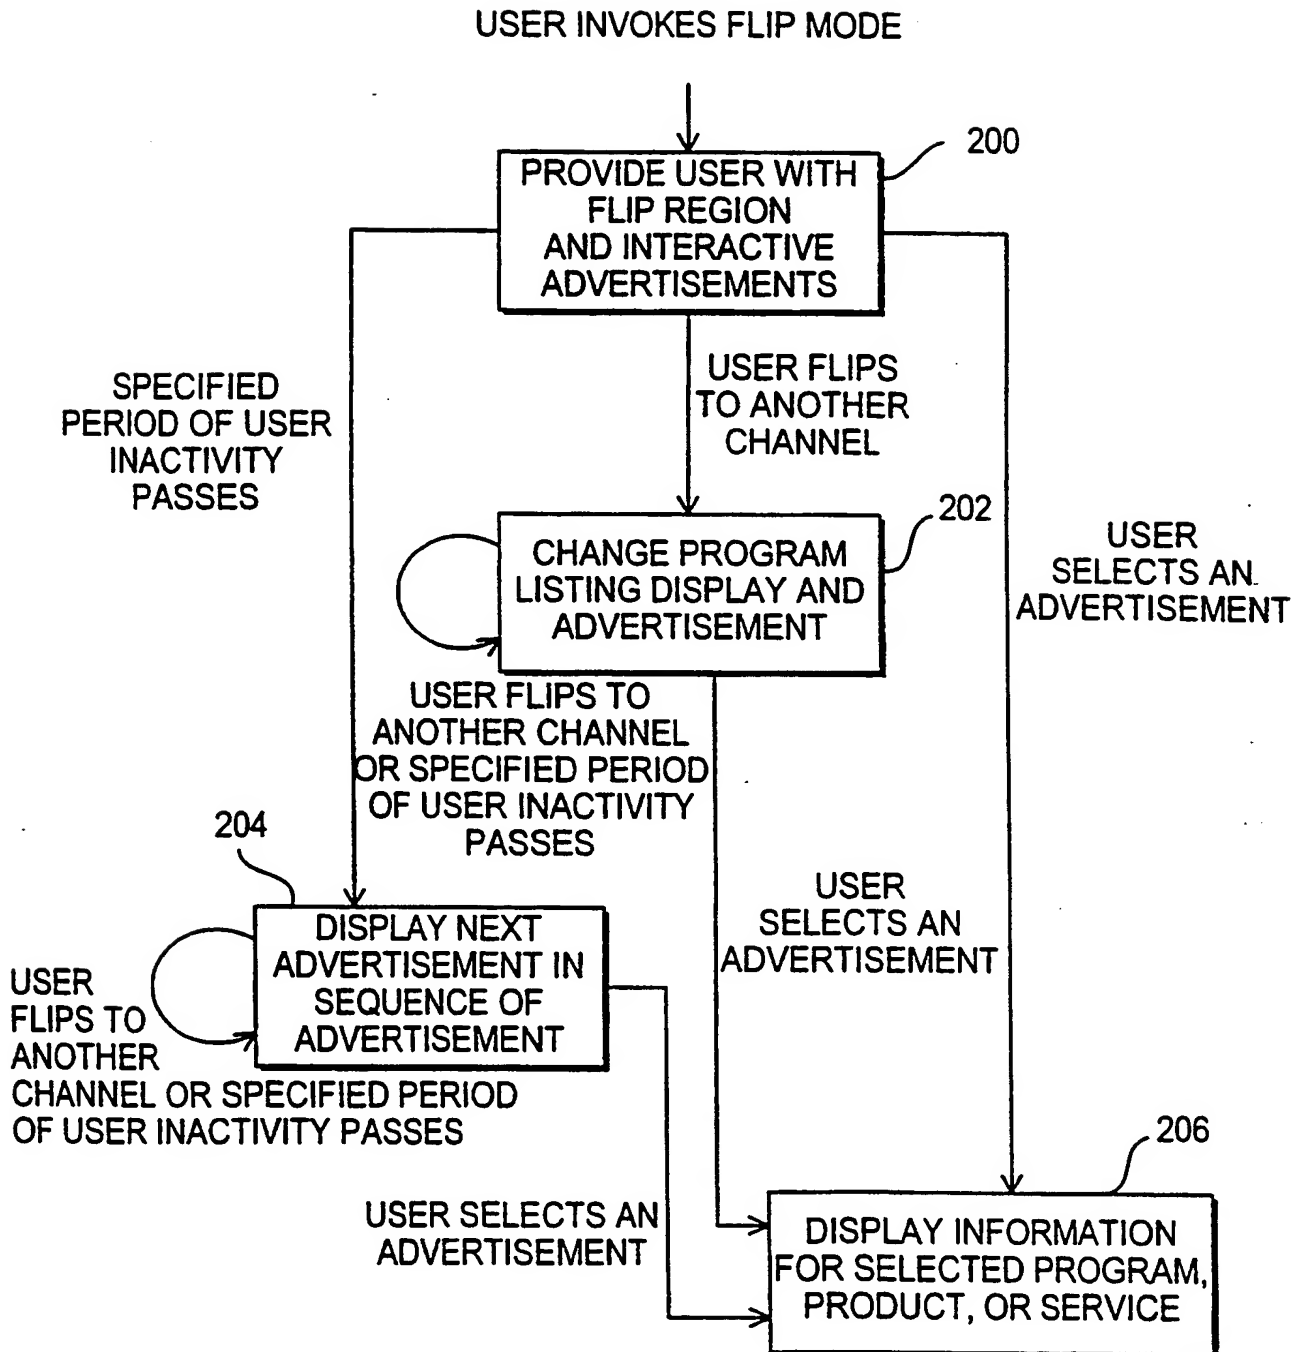 USER INVOKES FLIP MODE
200
PROVIDE USER WITH
FLIP REGION
AND INTERACTIVE
ADVERTISEMENTS
USER FLIPS
TO ANOTHER
CHANNEL
SPECIFIED
PERIOD OF USER
INACTIVITY
PASSES
202
CHANGE PROGRAM
LISTING DISPLAY AND
ADVERTISEMENT
USER
SELECTS AN
ADVERTISEMENT
USER FLIPS TO
ANOTHER CHANNEL
OR SPECIFIED PERIOD
OF USER INACTIVITY
PASSES
204
DISPLAY NEXT
ADVERTISEMENT IN
SEQUENCE OF
ADVERTISEMENT
USER
SELECTS AN
ADVERTISEMENT
USER
FLIPS TO
ANOTHER
CHANNEL OR SPECIFIED PERIOD
OF USER INACTIVITY PASSES
USER SELECTS AN
ADVERTISEMENT
206
DISPLAY INFORMATION
FOR SELECTED PROGRAM,
PRODUCT, OR SERVICE